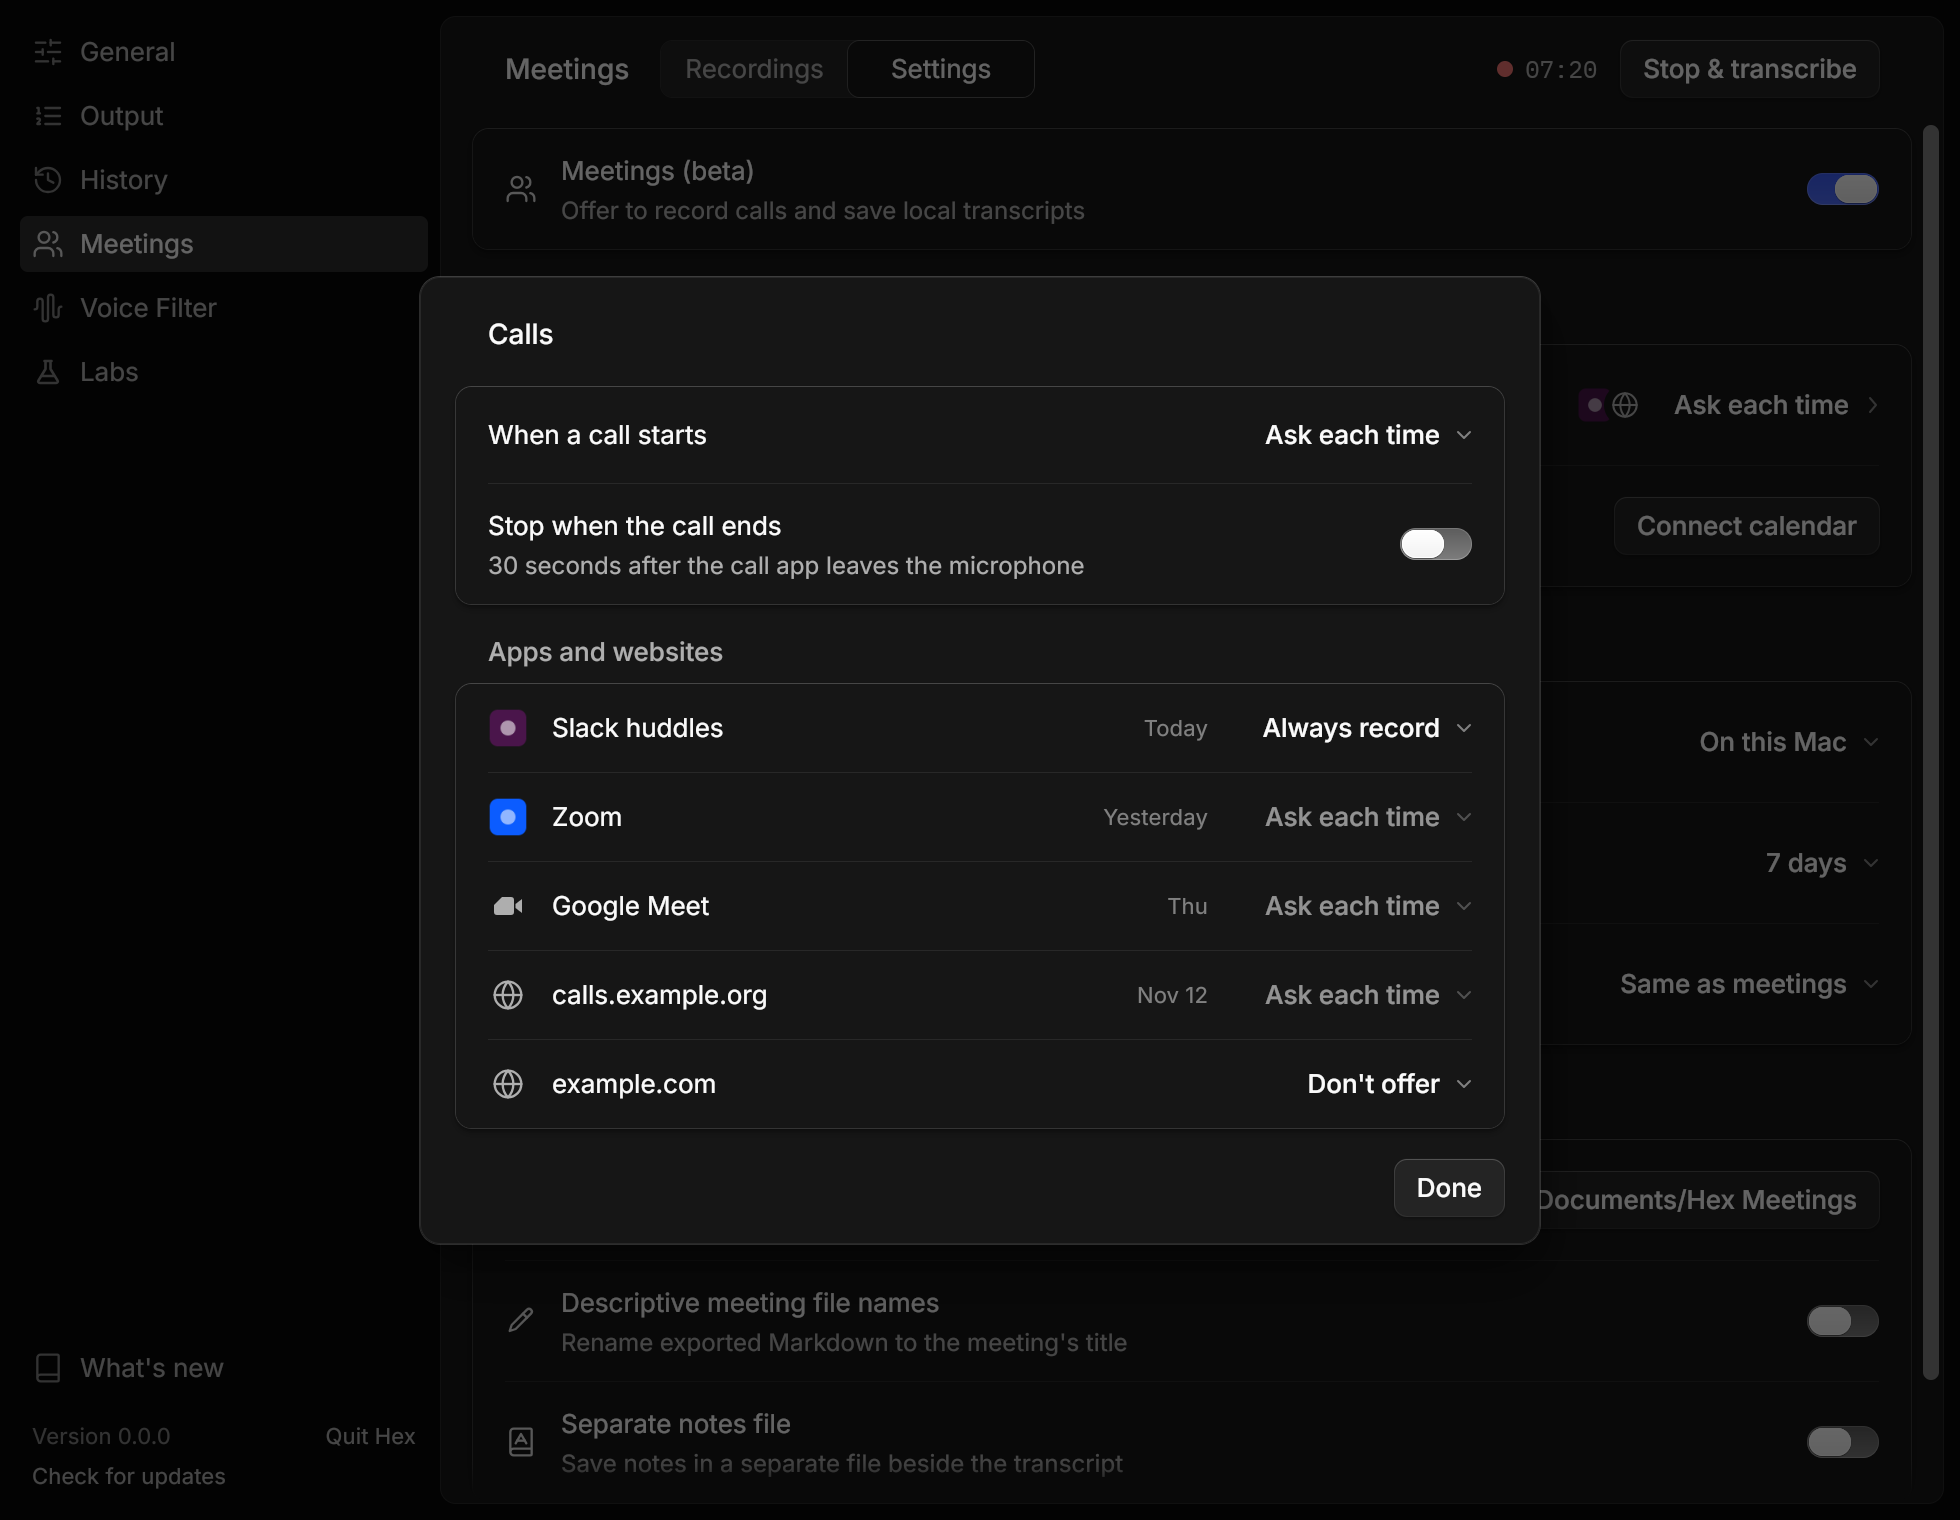 General
Output
History
Meetings
Voice Filter
Labs
What's new
Version 0.0.0
Quit Hex
Check for updates
Meetings
Recordings
Settings
07:20
Stop & transcribe
Meetings (beta)
Offer to record calls and save local transcripts
Ask each time
Connect calendar
On this Mac
7 days
Same as meetings
Documents/Hex Meetings
Descriptive meeting file names
Rename exported Markdown to the meeting's title
Separate notes file
Save notes in a separate file beside the transcript
Calls
When a call starts
Ask each time
Stop when the call ends
30 seconds after the call app leaves the microphone
Apps and websites
Slack huddles
Today
Always record
Zoom
Yesterday
Ask each time
Google Meet
Thu
Ask each time
calls.example.org
Nov 12
Ask each time
example.com
Don't offer
Done